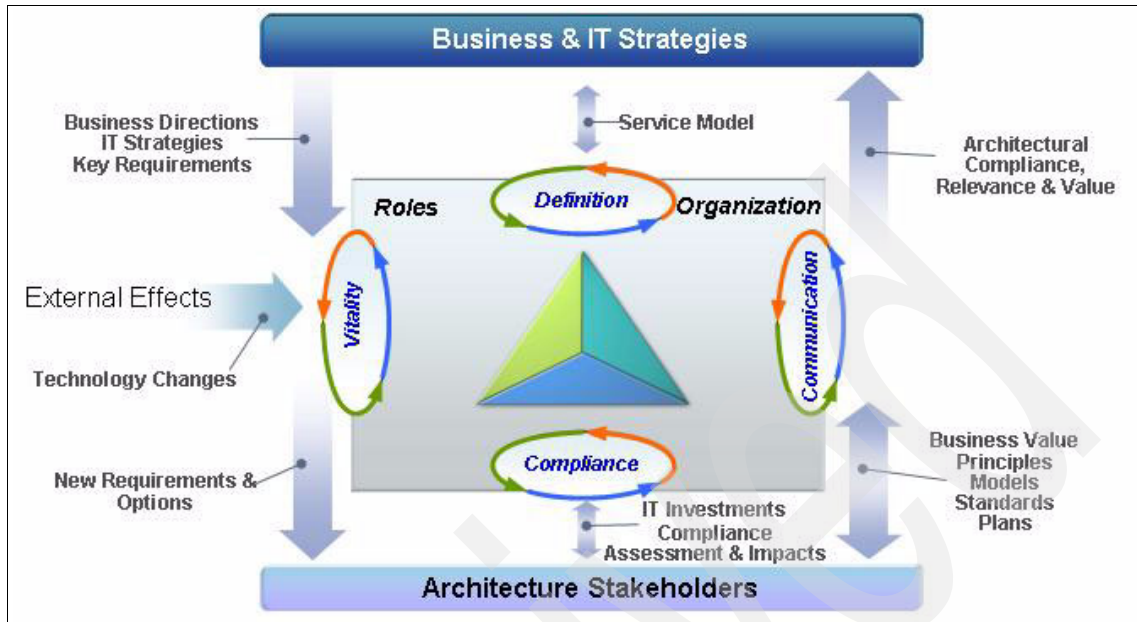 Business & IT Strategies
Business Directions
IT Strategies
Key Requirements
Service Model
Architectural
Compliance,
Relevance & Value
Roles
Definition
Organization
External Effects
Vitality
Communication
Technology Changes
New Requirements &
Options
Compliance
IT Investments
Compliance
Assessment & Impacts
Business Value
Principles
Models
Standards
Plans
Architecture Stakeholders